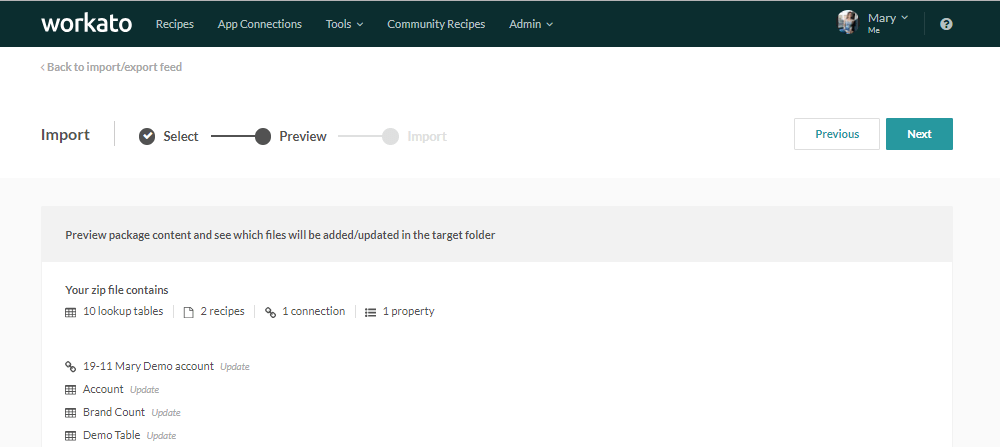 workato Recipes App Connections Tools Community Recipes Admin Mary
Me
< Back to import/export feed
Import Select Preview Import Previous Next
Preview package content and see which files will be added/updated in the target folder
Your zip file contains
10 lookup tables 2 recipes 1 connection 1 property
19-11 Mary Demo account Update
Account Update
Brand Count Update
Demo Table Update